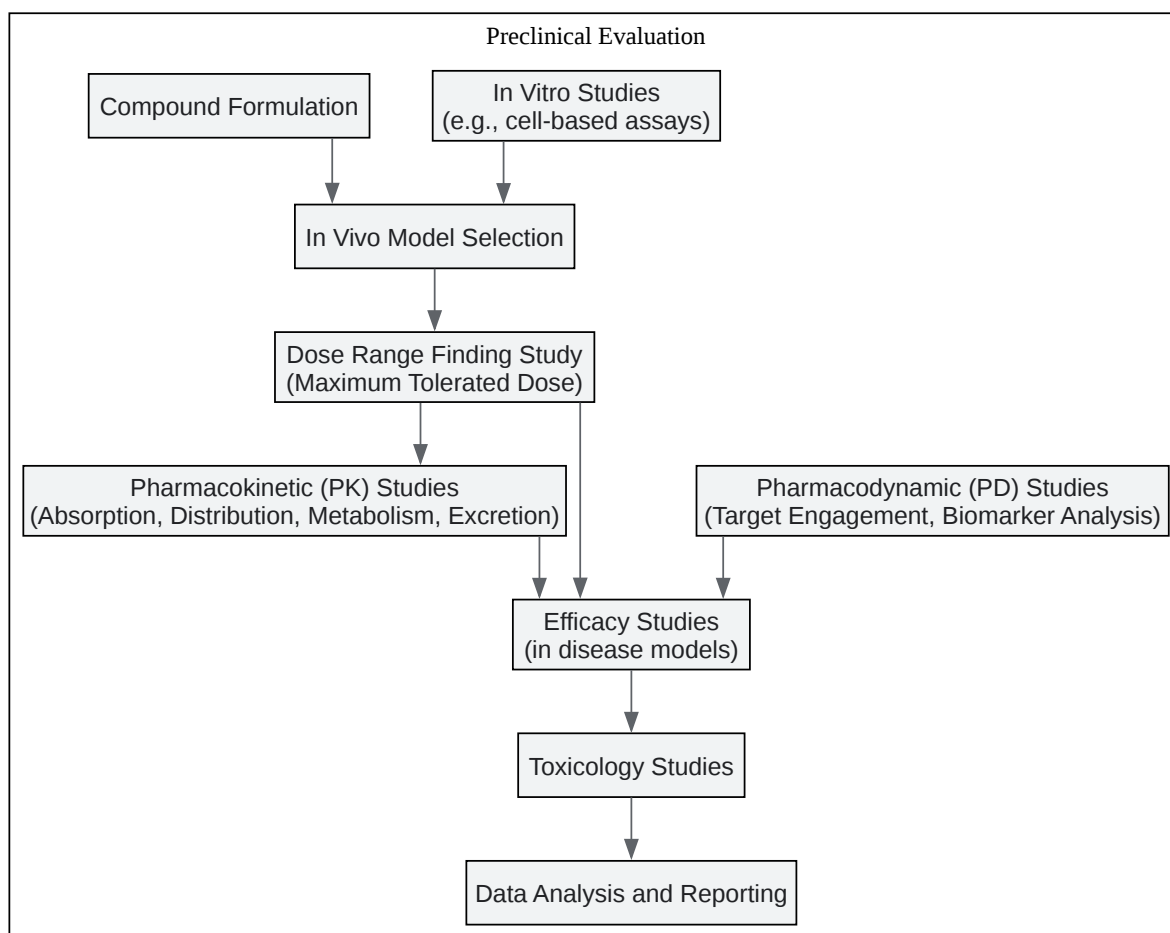 Preclinical Evaluation
Compound Formulation
In Vitro Studies
(e.g., cell-based assays)
In Vivo Model Selection
Dose Range Finding Study
(Maximum Tolerated Dose)
Pharmacokinetic (PK) Studies
(Absorption, Distribution, Metabolism, Excretion)
Pharmacodynamic (PD) Studies
(Target Engagement, Biomarker Analysis)
Efficacy Studies
(in disease models)
Toxicology Studies
Data Analysis and Reporting